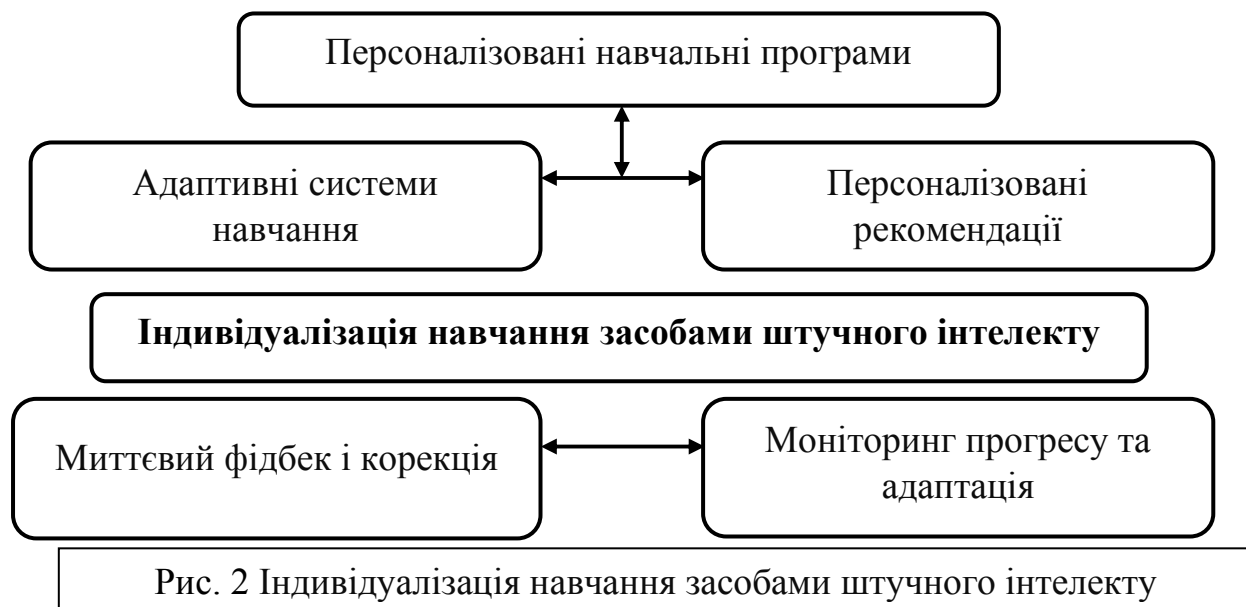 Персоналізовані навчальні програми
Адаптивні системи
навчання
Персоналізовані
рекомендації
Індивідуалізація навчання засобами штучного інтелекту
Миттєвий фідбек і корекція
Моніторинг прогресу та
адаптація
Рис. 2 Індивідуалізація навчання засобами штучного інтелекту